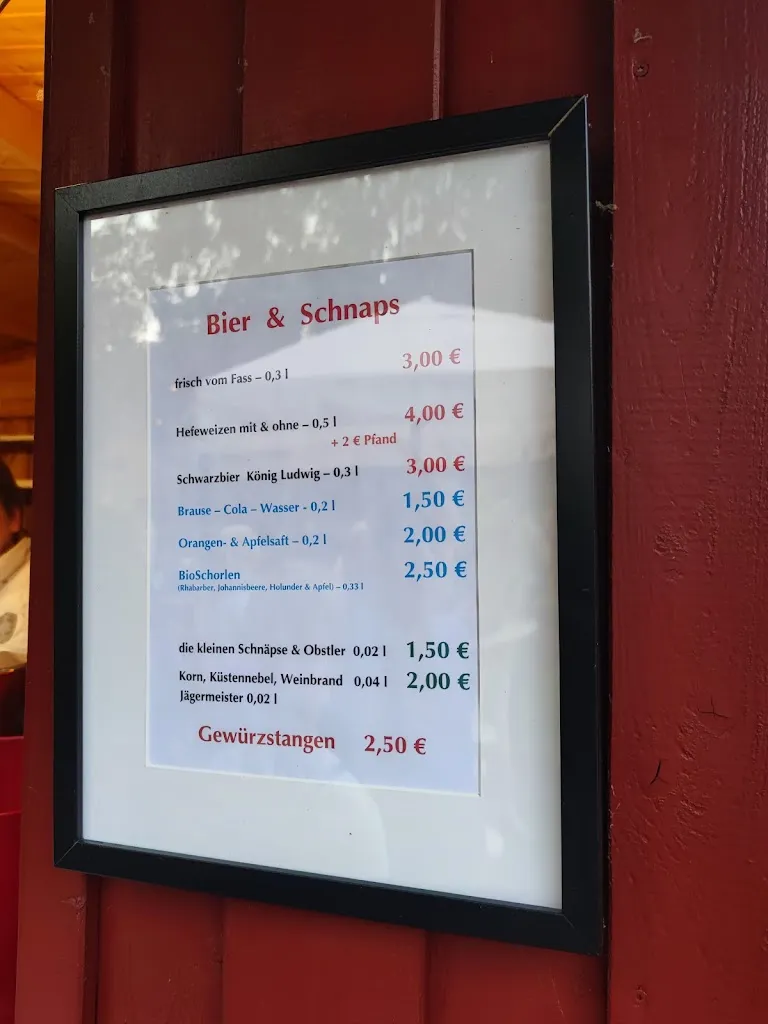 Bier & Schnaps
frisch vom Fass – 0,3 l 3,00 €
Hefeweizen mit & ohne – 0,5 l 4,00 €
+ 2 € Pfand
Schwarzbier König Ludwig – 0,3 l 3,00 €
Brause – Cola – Wasser - 0,2 l 1,50 €
Orangen- & Apfelsaft – 0,2 l 2,00 €
BioSchorlen 2,50 €
(Rhabarber, Johannisbeere, Holunder & Apfel) – 0,33 l
die kleinen Schnäpse & Obstler 0,02 l 1,50 €
Korn, Küstennebel, Weinbrand 0,04 l 2,00 €
Jägermeister 0,02 l
Gewürzstangen 2,50 €